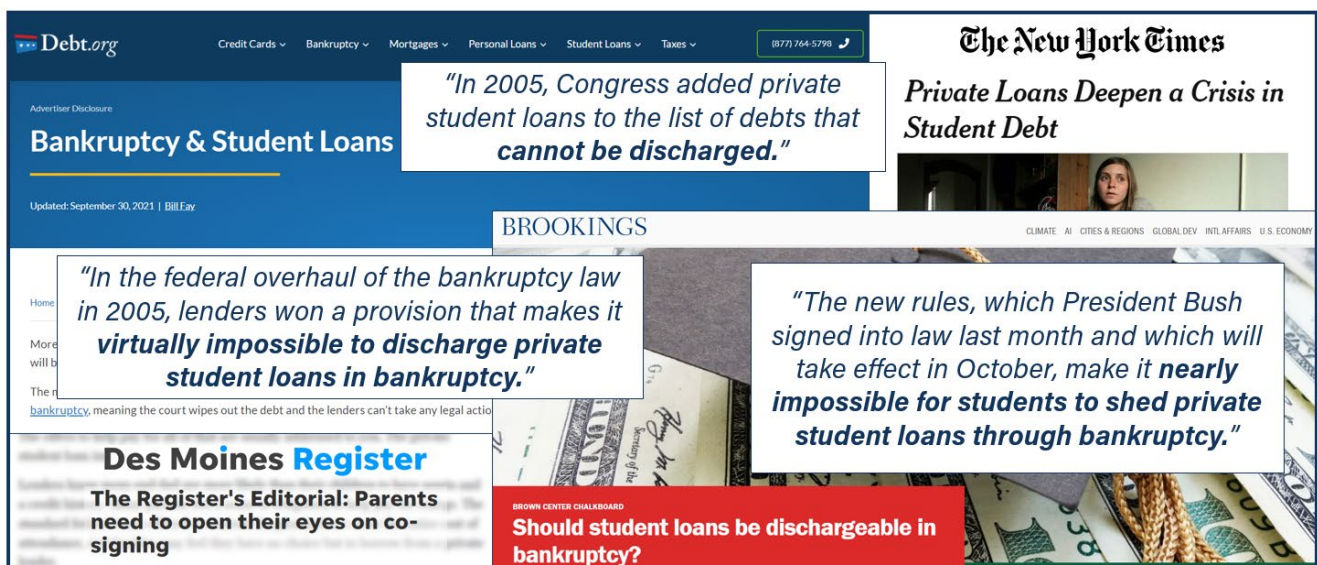 Debt.org
Credit Cards
Bankruptcy
Mortgages
Personal Loans
Student Loans
Taxes
(877) 764-5798
Advertiser Disclosure
Bankruptcy & Student Loans
Updated: September 30, 2021 | Bill Fay
"In 2005, Congress added private
student loans to the list of debts that
cannot be discharged."
The New York Times
Private Loans Deepen a Crisis in
Student Debt
BROOKINGS
CLIMATE AI CITIES & REGIONS GLOBAL DEV INTL AFFAIRS U.S. ECONOMY
Home
"In the federal overhaul of the bankruptcy law
in 2005, lenders won a provision that makes it
virtually impossible to discharge private
student loans in bankruptcy."
More
will b
The n
bankruptcy, meaning the court wipes out the debt and the lenders can't take any legal actio
"The new rules, which President Bush
signed into law last month and which will
take effect in October, make it nearly
impossible for students to shed private
student loans through bankruptcy."
Des Moines Register
The Register's Editorial: Parents
need to open their eyes on co-
signing
Secretary of the
BROWN CENTER CHALKBOARD
Should student loans be dischargeable in
bankruptcy?